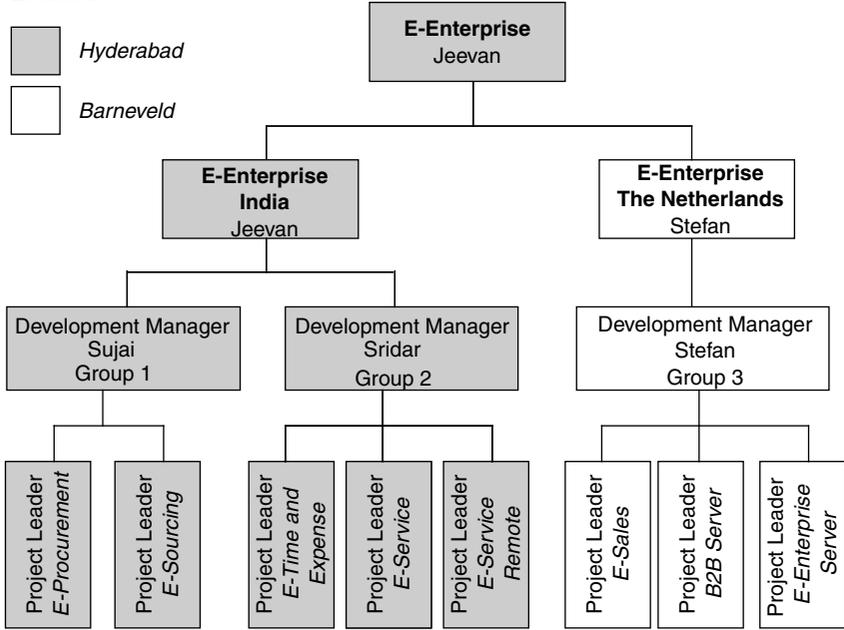 Hyderabad
Barneveld
E-Enterprise
Jeevan
E-Enterprise
India
Jeevan
E-Enterprise
The Netherlands
Stefan
Development Manager
Sujai
Group 1
Development Manager
Sridar
Group 2
Development Manager
Stefan
Group 3
Project Leader
E-Procurement
Project Leader
E-Sourcing
Project Leader
E-Time and
Expense
Project Leader
E-Service
Project Leader
E-Service
Remote
Project Leader
E-Sales
Project Leader
B2B Server
Project Leader
E-Enterprise
Server